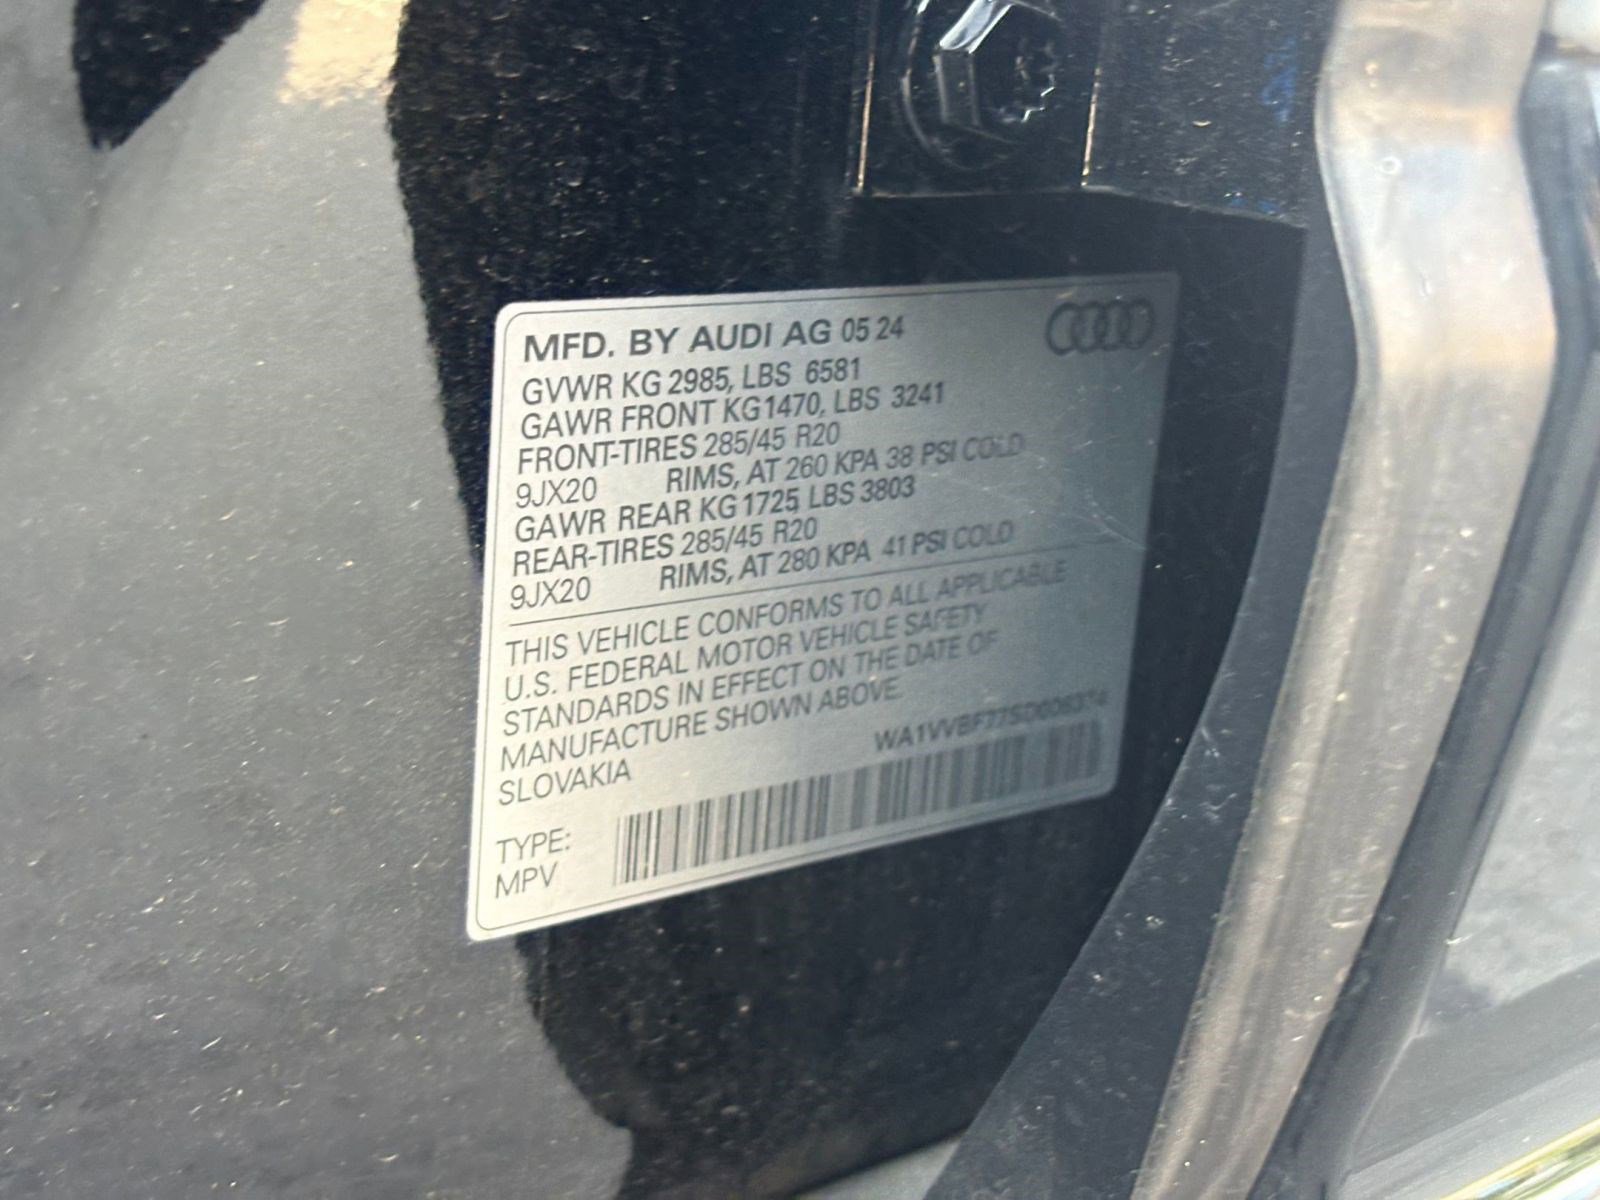 MFD. BY AUDI AG 05 24
GVWR KG 2985, LBS 6581
GAWR FRONT KG 1470, LBS 3241
FRONT-TIRES 285/45 R20
9JX20 RIMS, AT 260 KPA 38 PSI COLD
GAWR REAR KG 1725, LBS 3803
REAR-TIRES 285/45 R20
9JX20 RIMS, AT 280 KPA 41 PSI COLD
THIS VEHICLE CONFORMS TO ALL APPLICABLE
U.S. FEDERAL MOTOR VEHICLE SAFETY
STANDARDS IN EFFECT ON THE DATE OF
MANUFACTURE SHOWN ABOVE.
SLOVAKIA
TYPE:
MPV